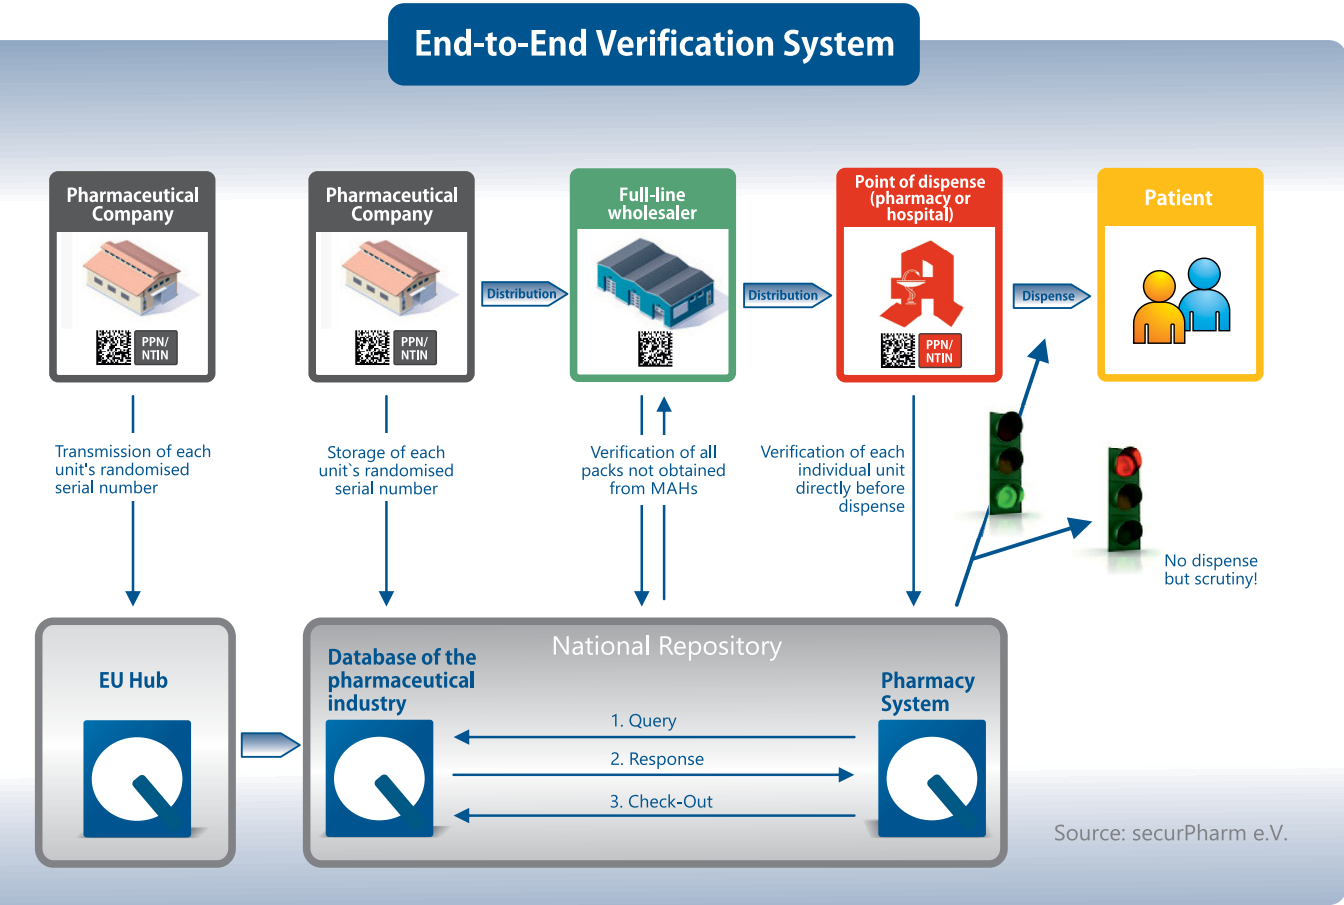 End-to-End Verification System
Pharmaceutical
Company
PPN/
NTIN
Pharmaceutical
Company
PPN/
NTIN
Distribution
Full-line
wholesaler
Distribution
Point of dispense
(pharmacy or
hospital)
PPN/
NTIN
Dispense
Patient
Transmission of each
unit's randomised
serial number
Storage of each
unit`s randomised
serial number
Verification of all
packs not obtained
from MAHs
Verification of each
individual unit
directly before
dispense
No dispense
but scrutiny!
EU Hub
National Repository
Database of the
pharmaceutical
industry
Pharmacy
System
1. Query
2. Response
3. Check-Out
Source: securPharm e.V.